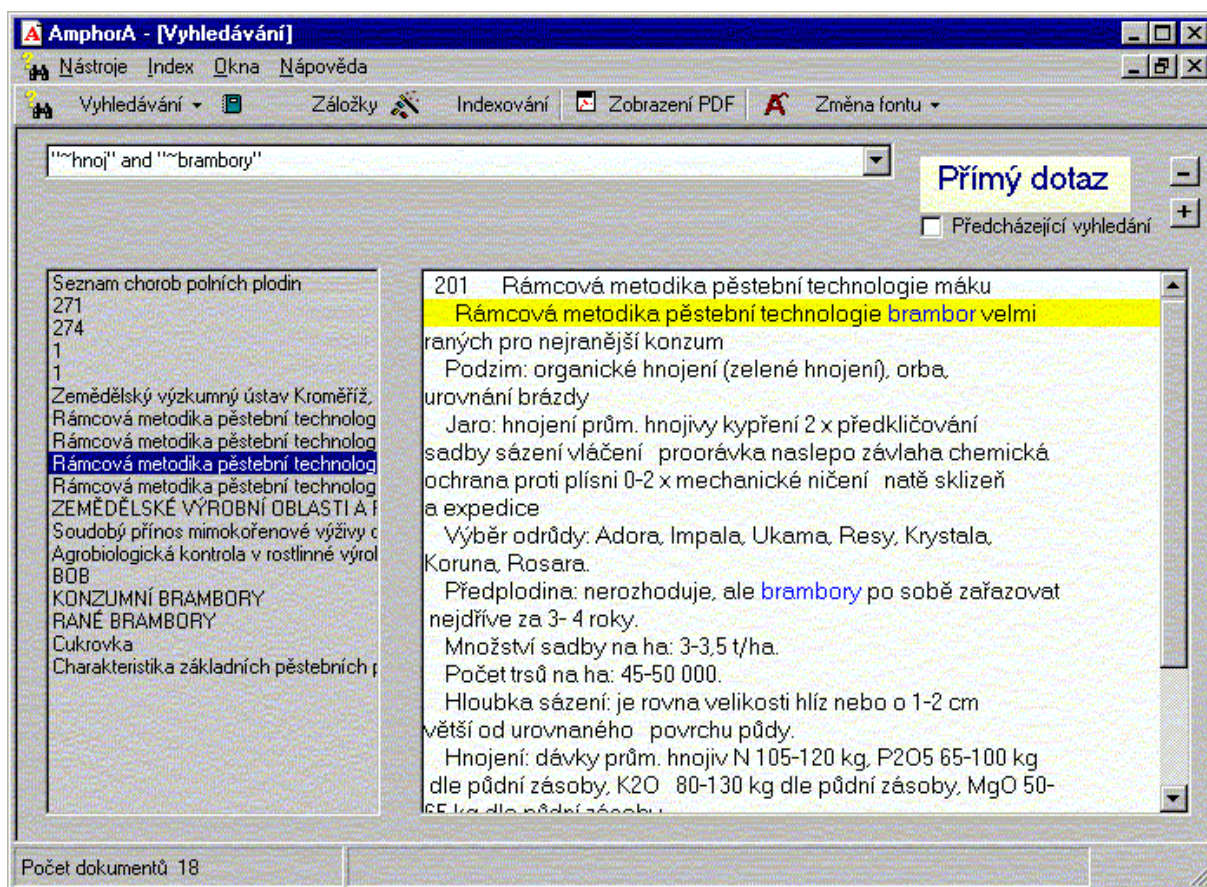 AmphorA - [Vyhledávání]
Nástroje Index Okna Nápověda
Vyhledávání Záložky Indexování Zobrazení PDF Změna fontu
"~hnoj" and "~brambory"
Přímý dotaz
Předcházející vyhledání
Seznam chorob polních plodin
271
274
1
1
Zemědělský výzkumný ústav Kroměříž,
Rámcová metodika pěstební technolog
Rámcová metodika pěstební technolog
Rámcová metodika pěstební technolog
Rámcová metodika pěstební technolog
ZEMĚDĚLSKÉ VÝROBNÍ OBLASTI A
Soudobý přínos mimokořenové výživy
Agrobiologická kontrola v rostlinné výro
BOB
KONZUMNÍ BRAMBORY
RANÉ BRAMBORY
Cukrovka
Charakteristika základních pěstebních
201 Rámcová metodika pěstební technologie máku
Rámcová metodika pěstební technologie brambor velmi
raných pro nejranější konzum
Podzim: organické hnojení (zelené hnojení), orba,
urovnání brázdy
Jaro: hnojení prům. hnojivy kypření 2 x předkličování
sadby sázení vláčení proorávka naslepo závlaha chemická
ochrana proti plísni 0-2 x mechanické ničení natě sklizeň
a expedice
Výběr odrůdy: Adora, Impala, Ukama, Resy, Krystala,
Koruna, Rosara.
Předplodina: nerozhoduje, ale brambory po sobě zařazovat
nejdříve za 3- 4 roky.
Množství sadby na ha: 3-3,5 t/ha.
Počet trsů na ha: 45-50 000.
Hloubka sázení: je rovna velikosti hlíz nebo o 1-2 cm
větší od urovnaného povrchu půdy.
Hnojení: dávky prům. hnojiv N 105-120 kg, P2O5 65-100 kg
dle půdní zásoby, K2O 80-130 kg dle půdní zásoby, MgO 50-
65 kg dle půdní zásoby
Počet dokumentů 18